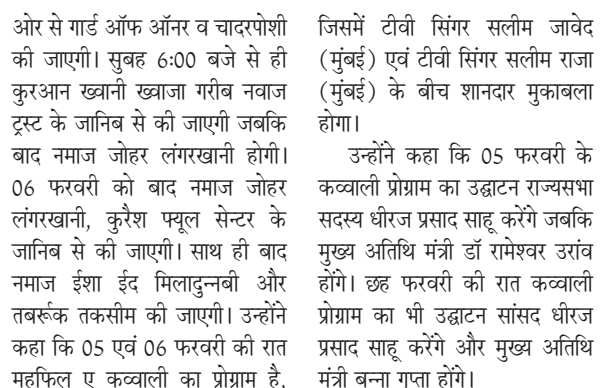 ओर से गार्ड ऑफ ऑनर व चादरपोशी
की जाएगी। सुबह 6:00 बजे से ही
कुरआन ख्वानी ख्वाजा गरीब नवाज
ट्रस्ट के जानिब से की जाएगी जबकि
बाद नमाज जोहर लंगरखानी होगी।
06 फरवरी को बाद नमाज जोहर
लंगरखानी, कुरैश फ्यूल सेन्टर के
जानिब से की जाएगी। साथ ही बाद
नमाज ईशा ईद मिलादुन्नबी और
तबर्रूक तकसीम की जाएगी। उन्होंने
कहा कि 05 एवं 06 फरवरी की रात
महफिल ए कव्वाली का प्रोग्राम है,
जिसमें टीवी सिंगर सलीम जावेद
(मुंबई) एवं टीवी सिंगर सलीम राजा
(मुंबई) के बीच शानदार मुकाबला
होगा।
उन्होंने कहा कि 05 फरवरी के
कव्वाली प्रोग्राम का उद्घाटन राज्यसभा
सदस्य धीरज प्रसाद साहू करेंगे जबकि
मुख्य अतिथि मंत्री डॉ रामेश्वर उरांव
होंगे। छह फरवरी की रात कव्वाली
प्रोग्राम का भी उद्घाटन सांसद धीरज
प्रसाद साहू करेंगे और मुख्य अतिथि
मंत्री बन्ना गुप्ता होंगे।